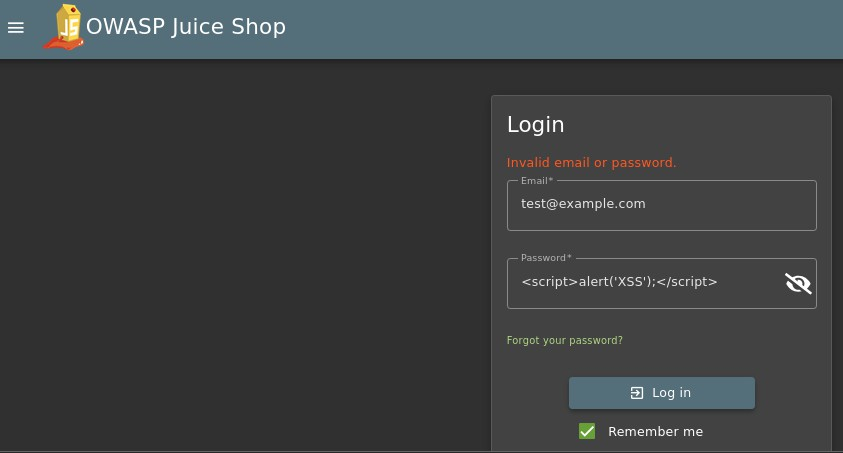 OWASP Juice Shop
Login
Invalid email or password.
Email*
test@example.com
Password*
<script>alert('XSS');</script>
Forgot your password?
Log in
Remember me